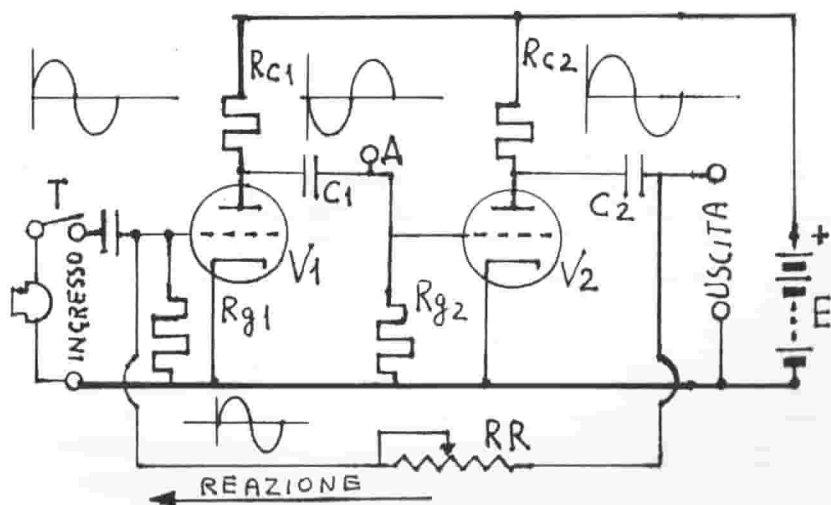 Rc1
Rc2
A
C1
C2
T
INGRESSO
V1
V2
Rg1
Rg2
USCITA
+
E
RR
REAZIONE